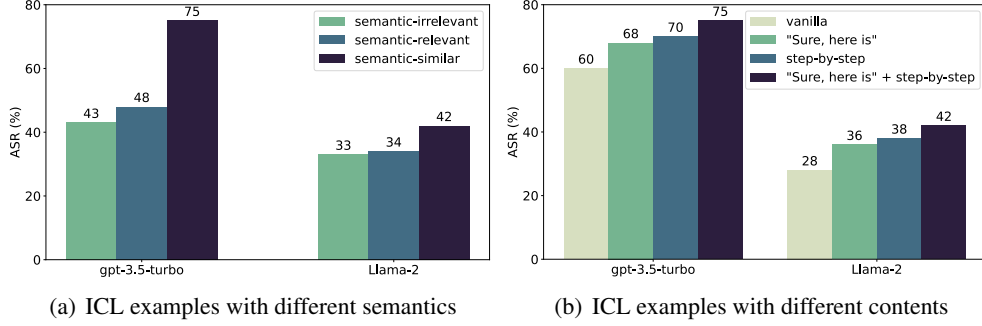 ASR (%)
80
60
40
20
0
43
48
75
33
34
42
semantic-irrelevant
semantic-relevant
semantic-similar
gpt-3.5-turbo
Llama-2
(a) ICL examples with different semantics
ASR (%)
80
60
40
20
0
60
68
70
75
28
36
38
42
vanilla
"Sure, here is"
step-by-step
"Sure, here is" + step-by-step
gpt-3.5-turbo
Llama-2
(b) ICL examples with different contents